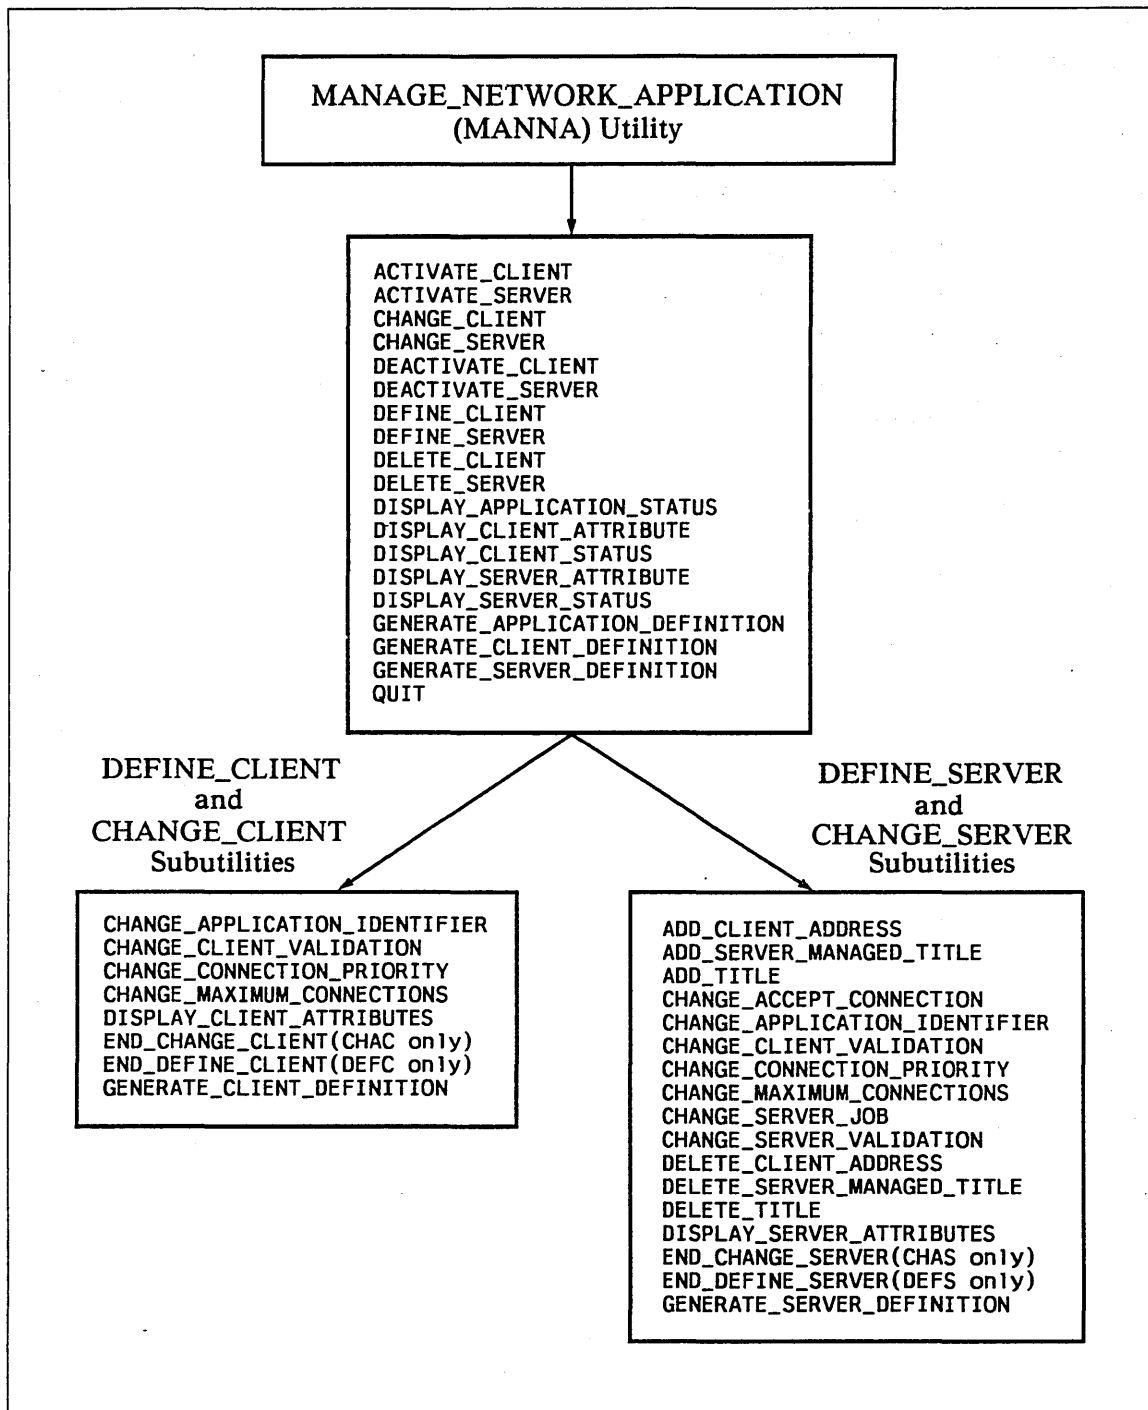 MANAGE_NETWORK_APPLICATION
(MANNA) Utility
ACTIVATE_CLIENT
ACTIVATE_SERVER
CHANGE_CLIENT
CHANGE_SERVER
DEACTIVATE_CLIENT
DEACTIVATE_SERVER
DEFINE_CLIENT
DEFINE_SERVER
DELETE_CLIENT
DELETE_SERVER
DISPLAY_APPLICATION_STATUS
DISPLAY_CLIENT_ATTRIBUTE
DISPLAY_CLIENT_STATUS
DISPLAY_SERVER_ATTRIBUTE
DISPLAY_SERVER_STATUS
GENERATE_APPLICATION_DEFINITION
GENERATE_CLIENT_DEFINITION
GENERATE_SERVER_DEFINITION
QUIT
DEFINE_CLIENT
and
CHANGE_CLIENT
Subutilities
CHANGE_APPLICATION_IDENTIFIER
CHANGE_CLIENT_VALIDATION
CHANGE_CONNECTION_PRIORITY
CHANGE_MAXIMUM_CONNECTIONS
DISPLAY_CLIENT_ATTRIBUTES
END_CHANGE_CLIENT(CHAC only)
END_DEFINE_CLIENT(DEFC only)
GENERATE_CLIENT_DEFINITION
DEFINE_SERVER
and
CHANGE_SERVER
Subutilities
ADD_CLIENT_ADDRESS
ADD_SERVER_MANAGED_TITLE
ADD_TITLE
CHANGE_ACCEPT_CONNECTION
CHANGE_APPLICATION_IDENTIFIER
CHANGE_CLIENT_VALIDATION
CHANGE_CONNECTION_PRIORITY
CHANGE_MAXIMUM_CONNECTIONS
CHANGE_SERVER_JOB
CHANGE_SERVER_VALIDATION
DELETE_CLIENT_ADDRESS
DELETE_SERVER_MANAGED_TITLE
DELETE_TITLE
DISPLAY_SERVER_ATTRIBUTES
END_CHANGE_SERVER(CHAS only)
END_DEFINE_SERVER(DEFS only)
GENERATE_SERVER_DEFINITION